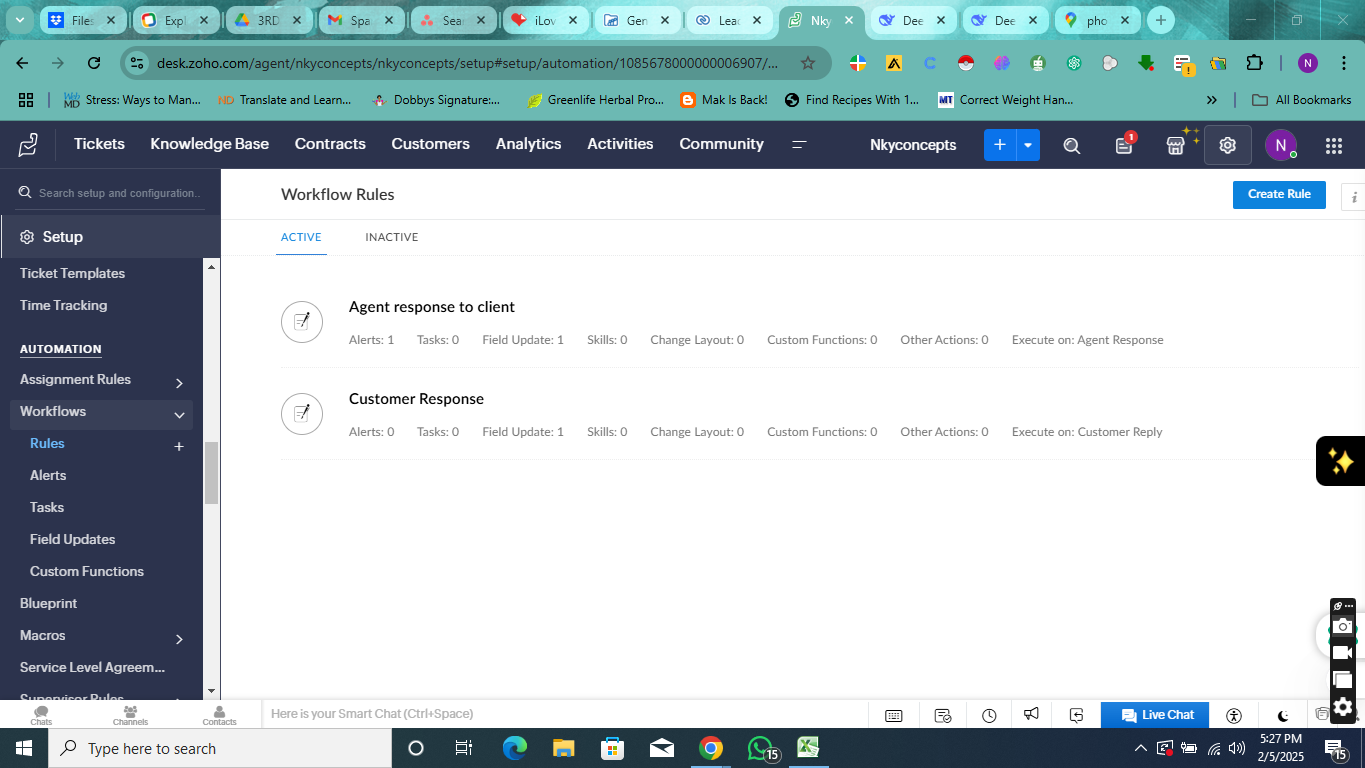 Files
Expl
3RD-
Spa
Sear
iLov
Gen
Leac
Nky
Dee
Dee
pho
desk.zoho.com/agent/nkyconcepts/nkyconcepts/setup#setup/automation/1085678000000006907/...
N
Stress: Ways to Man...
ND Translate and Learn...
Dobbys Signature:...
Greenlife Herbal Pro...
Mak Is Back!
Find Recipes With 1...
MT Correct Weight Han...
» All Bookmarks
Tickets Knowledge Base Contracts Customers Analytics Activities Community
Nkyconcepts
1
N
Search setup and configuration..
Setup
Ticket Templates
Time Tracking
AUTOMATION
Assignment Rules
Workflows
Rules
Alerts
Tasks
Field Updates
Custom Functions
Blueprint
Macros
Service Level Agreem...
Supervisor Rules
Workflow Rules
Create Rule
i
ACTIVE INACTIVE
Agent response to client
Alerts: 1 Tasks: 0 Field Update: 1 Skills: 0 Change Layout: 0 Custom Functions: 0 Other Actions: 0 Execute on: Agent Response
Customer Response
Alerts: 0 Tasks: 0 Field Update: 1 Skills: 0 Change Layout: 0 Custom Functions: 0 Other Actions: 0 Execute on: Customer Reply
Chats Channels Contacts
Here is your Smart Chat (Ctrl+Space)
Live Chat
Type here to search
15
5:27 PM
2/5/2025
15